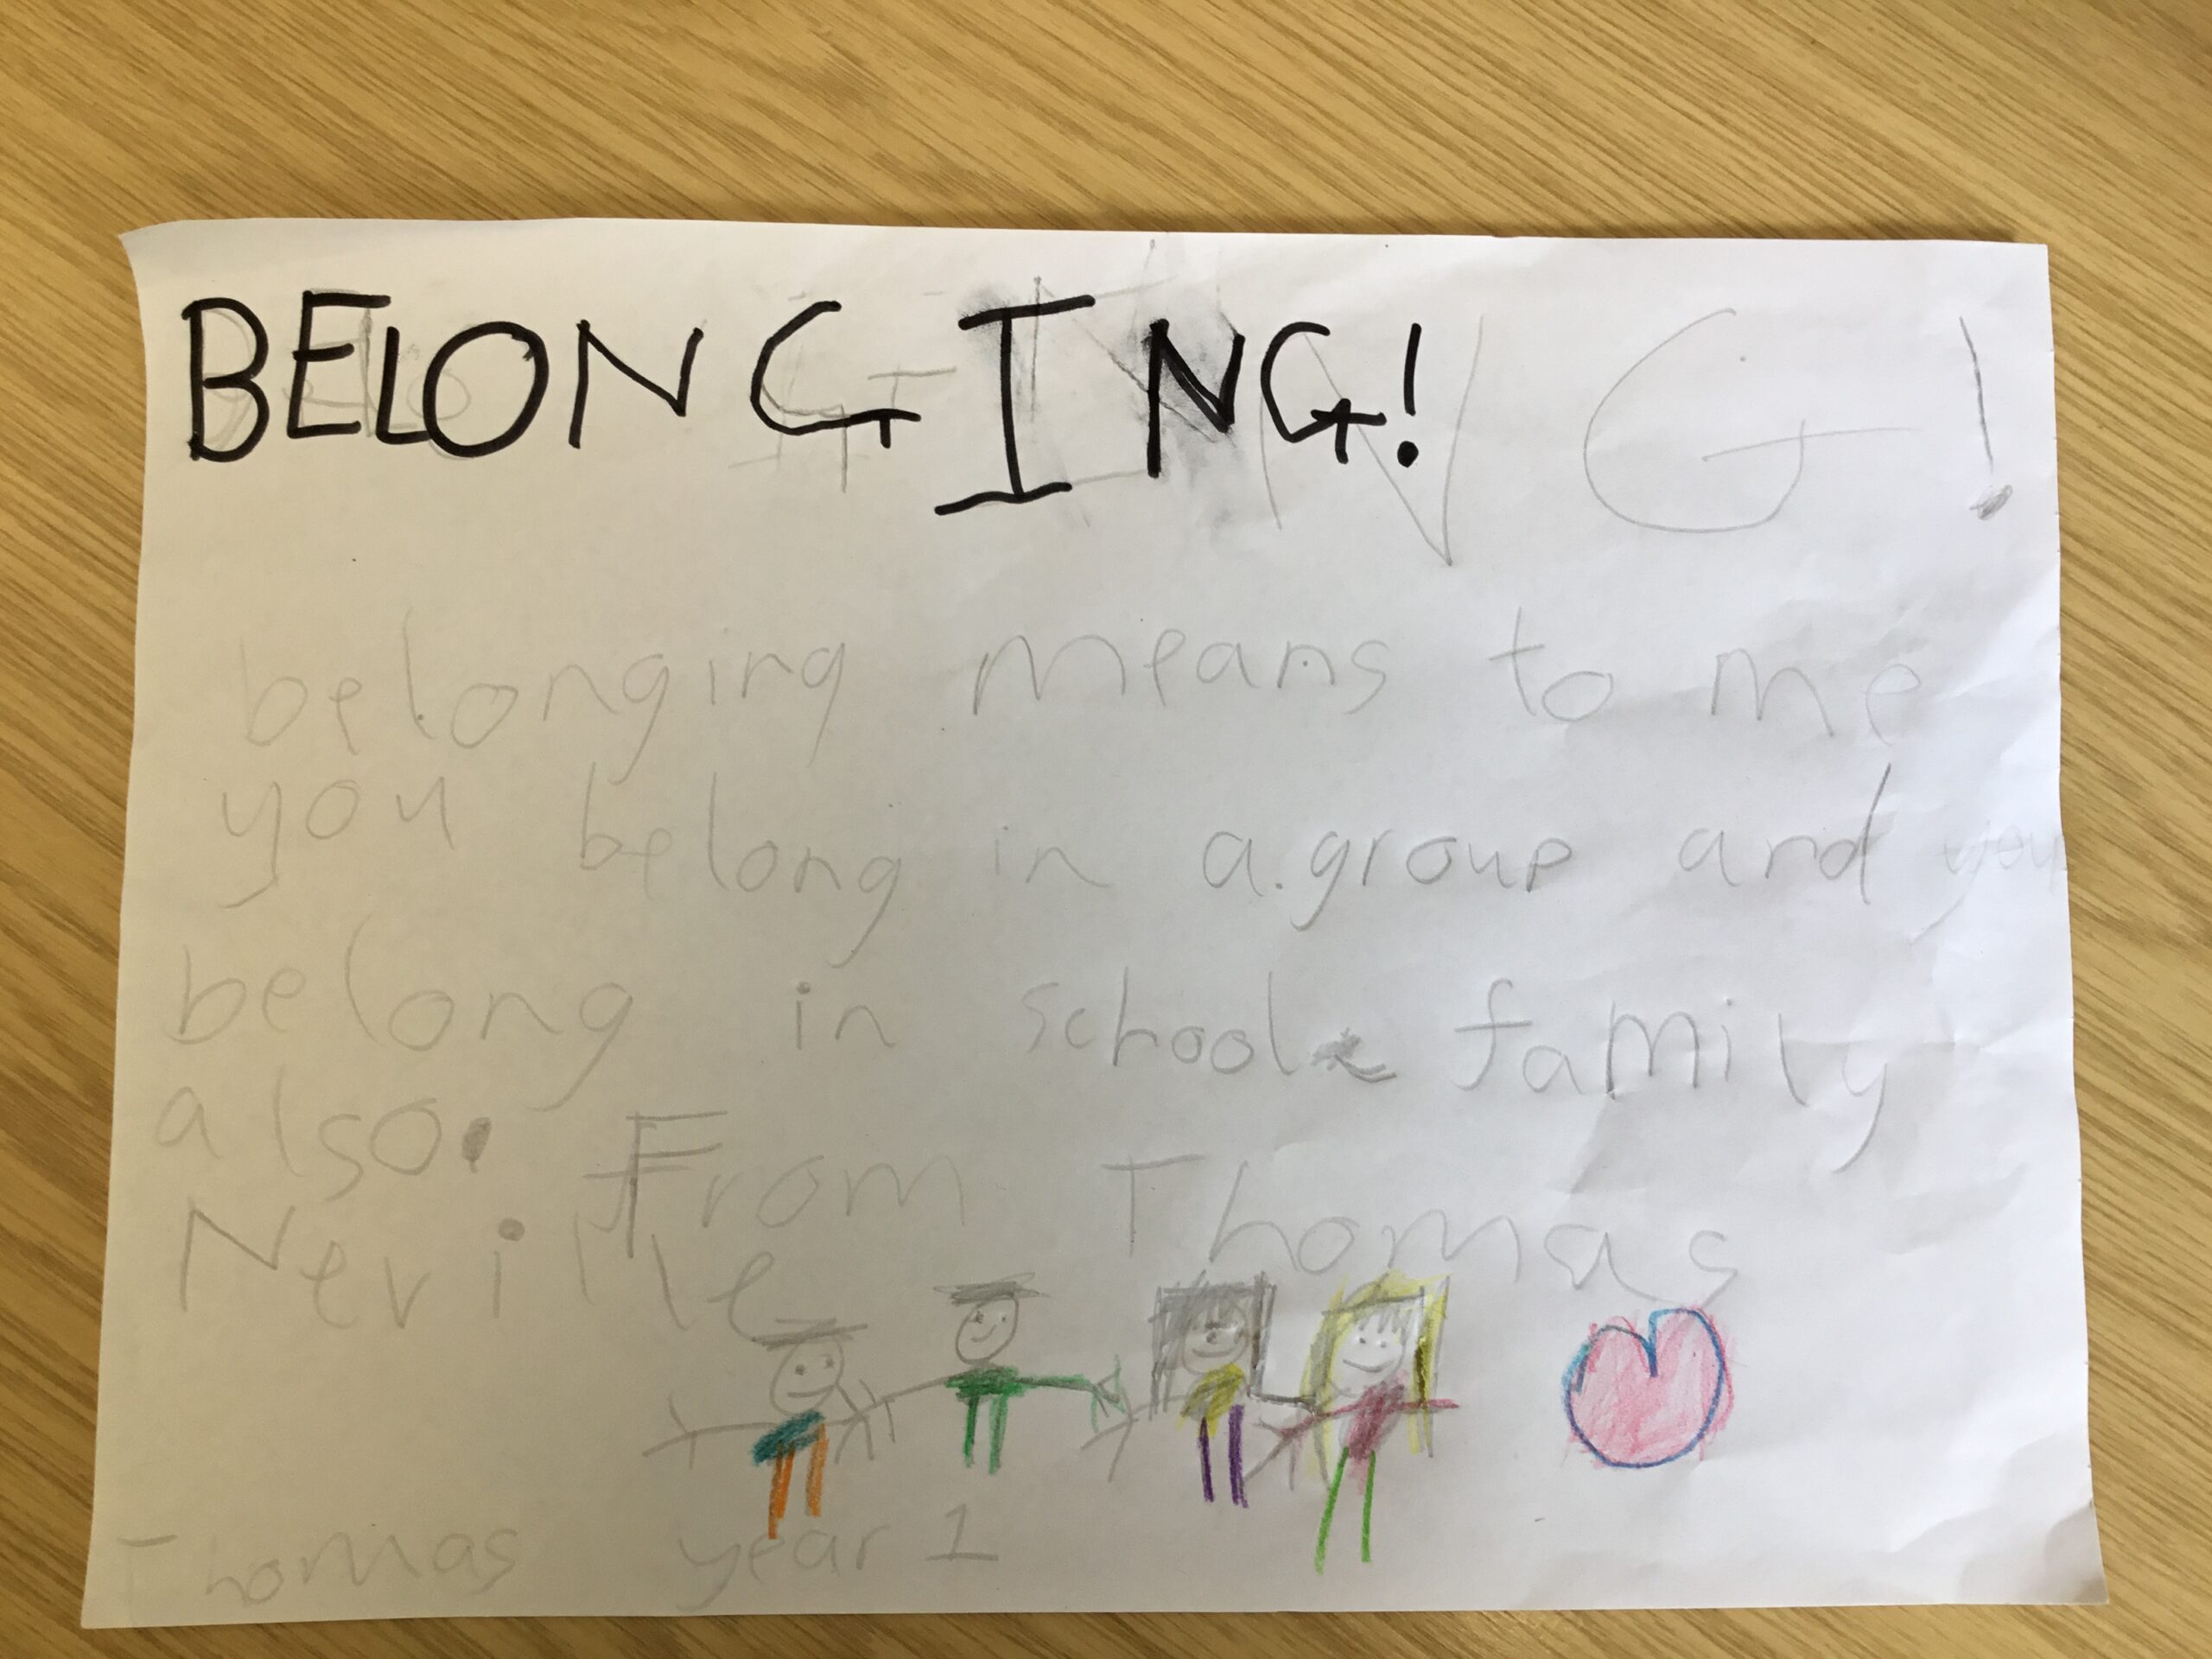 BELONGING!
belonging means to me
you belong in a group and you
belong in school family
also. From Thomas
Neville
Thomas year 1